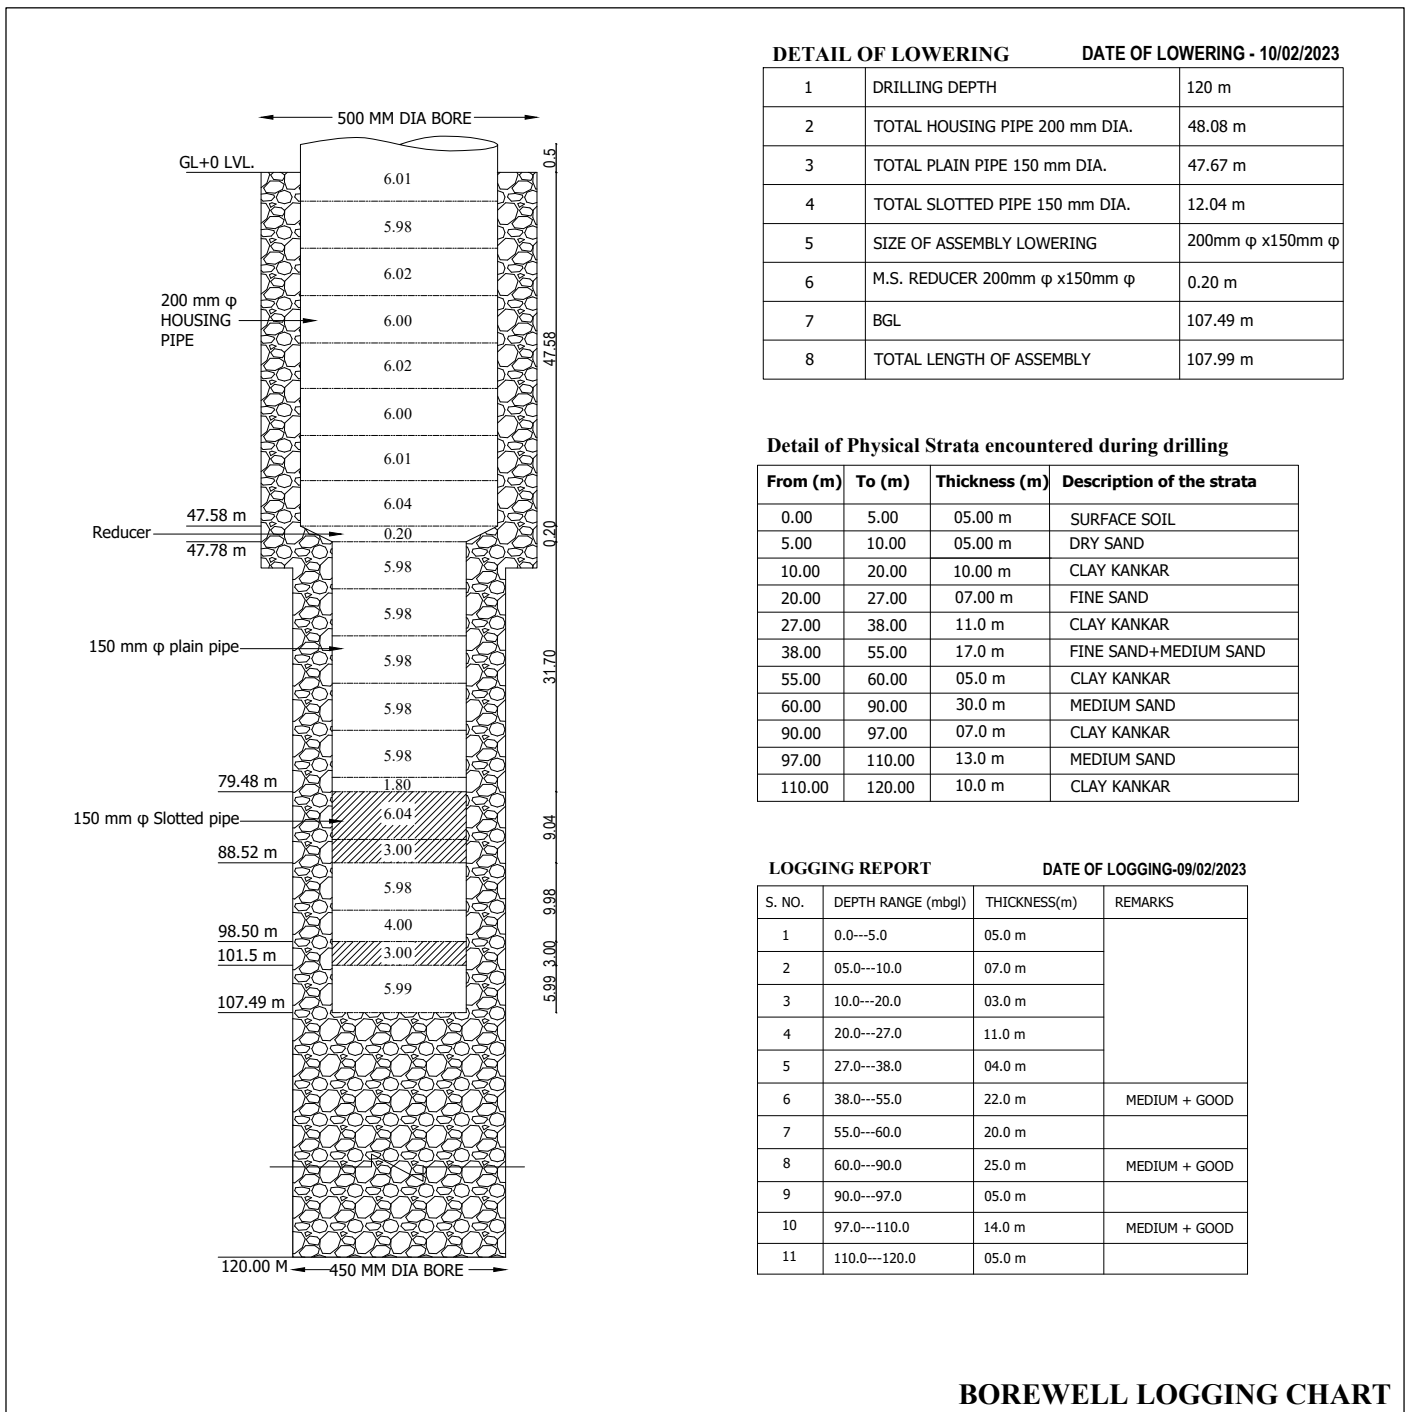 500 MM DIA BORE
GL+0 LVL.
0.5
6.01
5.98
6.02
200 mm φ
HOUSING
PIPE
6.00
47.58
6.02
6.00
6.01
6.04
47.58 m
Reducer
0.20
0.20
47.78 m
5.98
5.98
150 mm φ plain pipe
5.98
31.70
5.98
5.98
79.48 m
1.80
150 mm φ Slotted pipe
6.04
9.04
88.52 m
3.00
5.98
9.98
98.50 m
4.00
101.5 m
3.00
3.00
107.49 m
5.99
5.99
120.00 M
450 MM DIA BORE
DETAIL OF LOWERING DATE OF LOWERING - 10/02/2023
1 DRILLING DEPTH 120 m
2 TOTAL HOUSING PIPE 200 mm DIA. 48.08 m
3 TOTAL PLAIN PIPE 150 mm DIA. 47.67 m
4 TOTAL SLOTTED PIPE 150 mm DIA. 12.04 m
5 SIZE OF ASSEMBLY LOWERING 200mm φ x150mm φ
6 M.S. REDUCER 200mm φ x150mm φ 0.20 m
7 BGL 107.49 m
8 TOTAL LENGTH OF ASSEMBLY 107.99 m
Detail of Physical Strata encountered during drilling
From (m) To (m) Thickness (m) Description of the strata
0.00 5.00 05.00 m SURFACE SOIL
5.00 10.00 05.00 m DRY SAND
10.00 20.00 10.00 m CLAY KANKAR
20.00 27.00 07.00 m FINE SAND
27.00 38.00 11.0 m CLAY KANKAR
38.00 55.00 17.0 m FINE SAND+MEDIUM SAND
55.00 60.00 05.0 m CLAY KANKAR
60.00 90.00 30.0 m MEDIUM SAND
90.00 97.00 07.0 m CLAY KANKAR
97.00 110.00 13.0 m MEDIUM SAND
110.00 120.00 10.0 m CLAY KANKAR
LOGGING REPORT DATE OF LOGGING-09/02/2023
S. NO. DEPTH RANGE (mbgl) THICKNESS(m) REMARKS
1 0.0---5.0 05.0 m
2 05.0---10.0 07.0 m
3 10.0---20.0 03.0 m
4 20.0---27.0 11.0 m
5 27.0---38.0 04.0 m
6 38.0---55.0 22.0 m MEDIUM + GOOD
7 55.0---60.0 20.0 m
8 60.0---90.0 25.0 m MEDIUM + GOOD
9 90.0---97.0 05.0 m
10 97.0---110.0 14.0 m MEDIUM + GOOD
11 110.0---120.0 05.0 m
BOREWELL LOGGING CHART